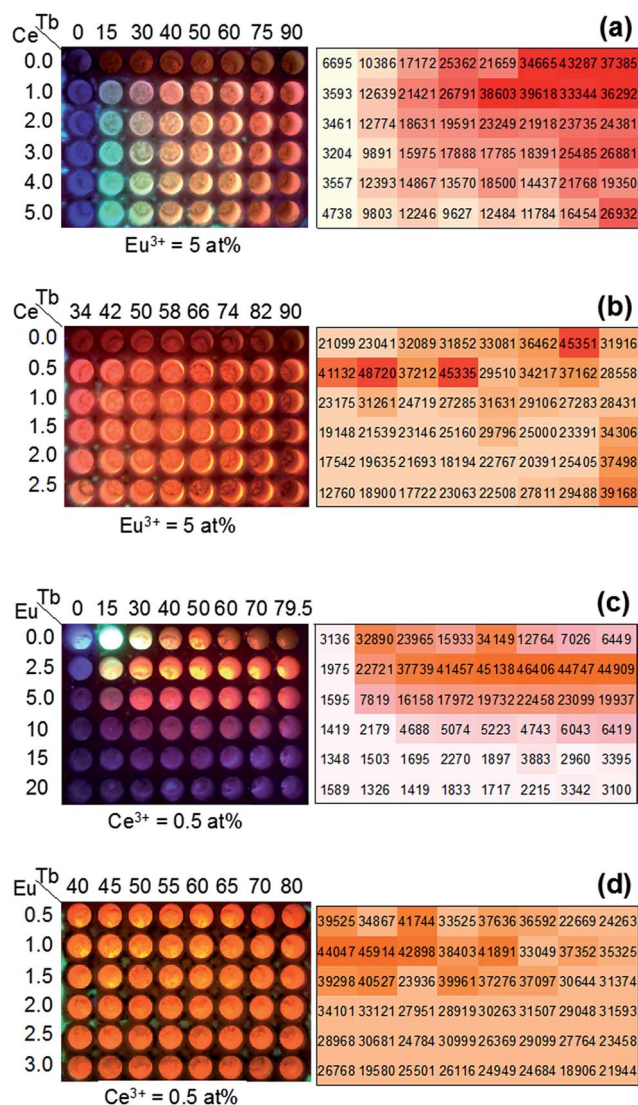 Tb
Ce 0 15 30 40 50 60 75 90 (a)
0.0 6695 10386 17172 25362 21659 34665 43287 37385
1.0 3593 12639 21421 26791 38603 39618 33344 36292
2.0 3461 12774 18631 19591 23249 21918 23735 24381
3.0 3204 9891 15975 17888 17785 18391 25485 26881
4.0 3557 12393 14867 13570 18500 14437 21768 19350
5.0 4738 9803 12246 9627 12484 11784 16454 26932
Eu³⁺ = 5 at%
Tb
Ce 34 42 50 58 66 74 82 90 (b)
0.0 21099 23041 32089 31852 33081 36462 45351 31916
0.5 41132 48720 37212 45335 29510 34217 37162 28558
1.0 23175 31261 24719 27285 31631 29106 27283 28431
1.5 19148 21539 23146 25160 29796 25000 23391 34306
2.0 17542 19635 21693 18194 22767 20391 25405 37498
2.5 12760 18900 17722 23063 22508 27811 29488 39168
Eu³⁺ = 5 at%
Tb
Eu 0 15 30 40 50 60 70 79.5 (c)
0.0 3136 32890 23965 15933 34149 12764 7026 6449
2.5 1975 22721 37739 41457 45138 46406 44747 44909
5.0 1595 7819 16158 17972 19732 22458 23099 19937
10 1419 2179 4688 5074 5223 4743 6043 6419
15 1348 1503 1695 2270 1897 3883 2960 3395
20 1589 1326 1419 1833 1717 2215 3342 3100
Ce³⁺ = 0.5 at%
Tb
Eu 40 45 50 55 60 65 70 80 (d)
0.5 39525 34867 41744 33525 37636 36592 22669 24263
1.0 44047 45914 42898 38403 41891 33049 37352 35325
1.5 39298 40527 23936 39961 37276 37097 30644 31374
2.0 34101 33121 27951 28919 30263 31507 29048 31593
2.5 28968 30681 24784 30999 26369 29099 27764 23458
3.0 26768 19580 25501 26116 24949 24684 18906 21944
Ce³⁺ = 0.5 at%